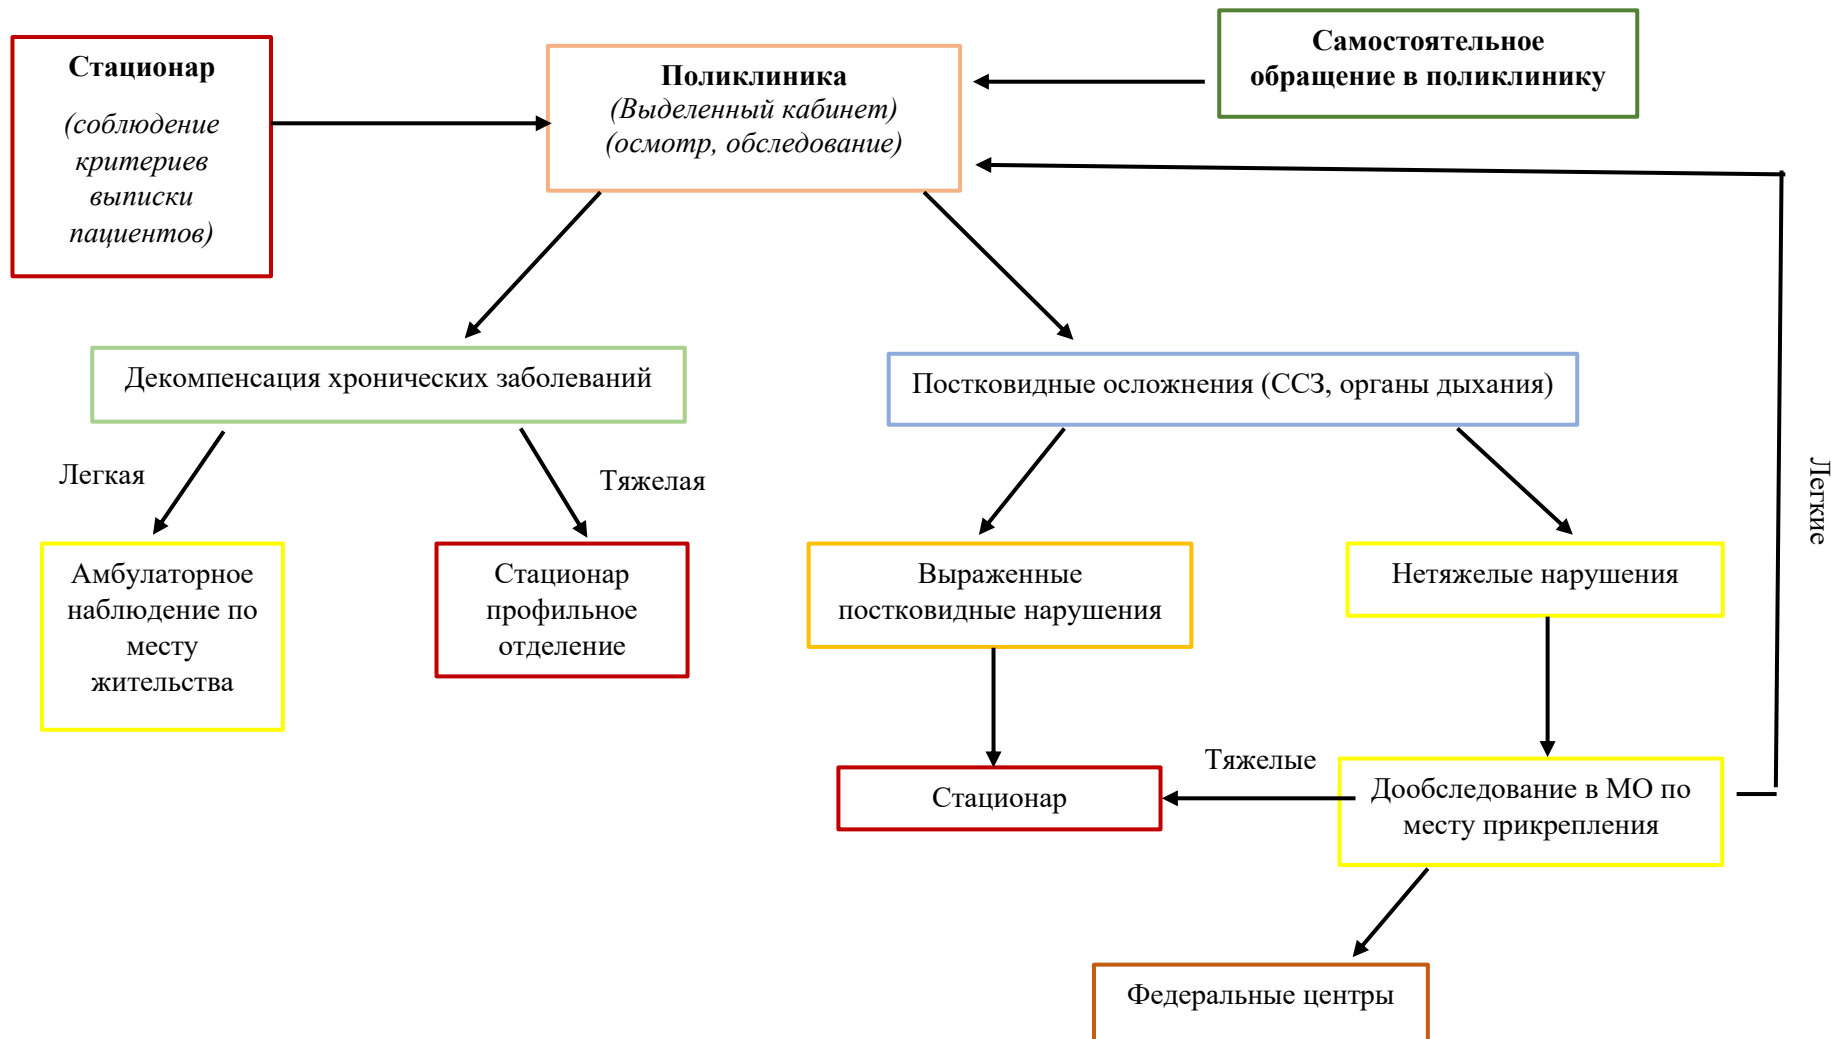 Стационар
(соблюдение
критериев
выписки
пациентов)
Поликлиника
(Выделенный кабинет)
(осмотр, обследование)
Самостоятельное
обращение в поликлинику
Декомпенсация хронических заболеваний
Постковидные осложнения (ССЗ, органы дыхания)
Легкая
Тяжелая
Легкие
Амбулаторное
наблюдение по
месту
жительства
Стационар
профильное
отделение
Выраженные
постковидные нарушения
Нетяжелые нарушения
Тяжелые
Стационар
Дообследование в МО по
месту прикрепления
Федеральные центры